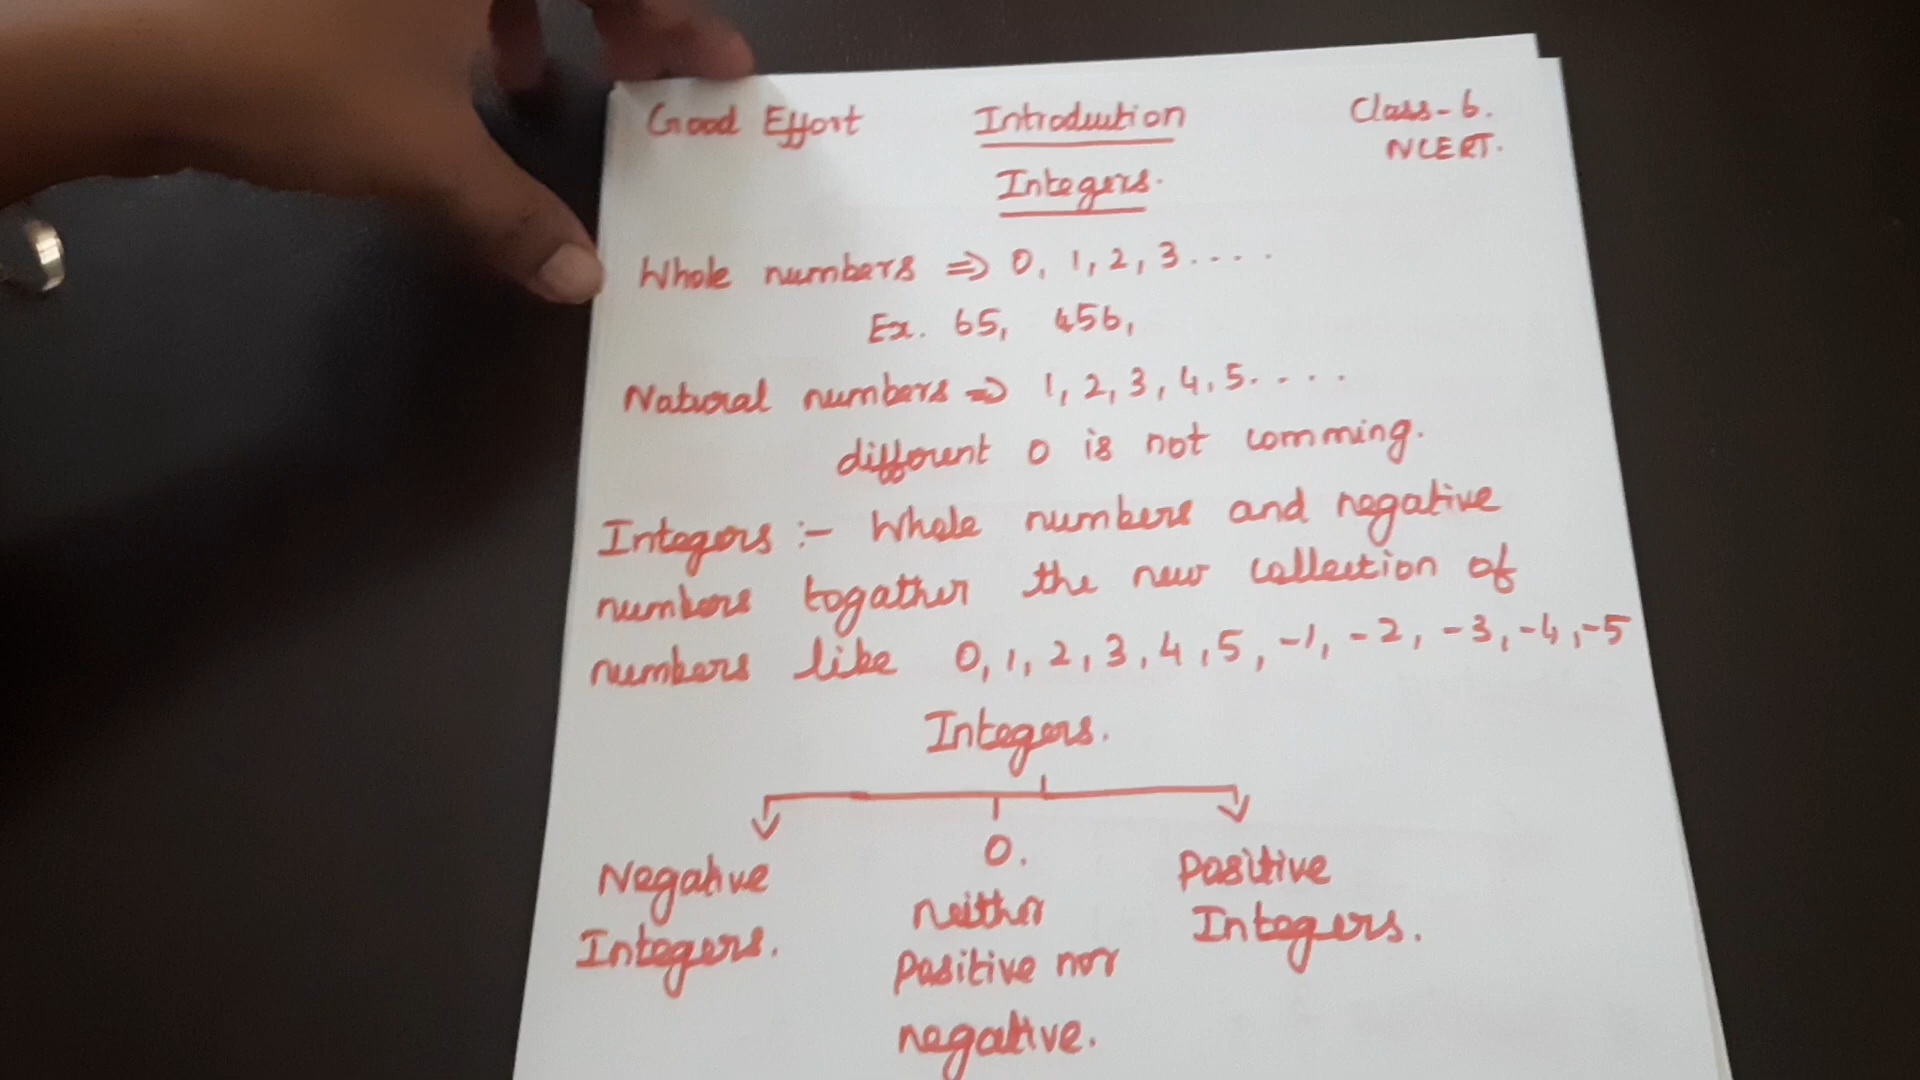 Good Effort Introduction Class-6.
NCERT.
Integers.
Whole numbers ⇒ 0, 1, 2, 3....
Ex. 65, 456,
Natural numbers ⇒ 1, 2, 3, 4, 5....
different 0 is not comming.
Integers :- Whole numbers and negative
numbers togather the new collection of
numbers like 0, 1, 2, 3, 4, 5, -1, -2, -3, -4, -5
Integers.
Negative Integers.
0. neither
Positive nor
negative.
Positive
Integers.